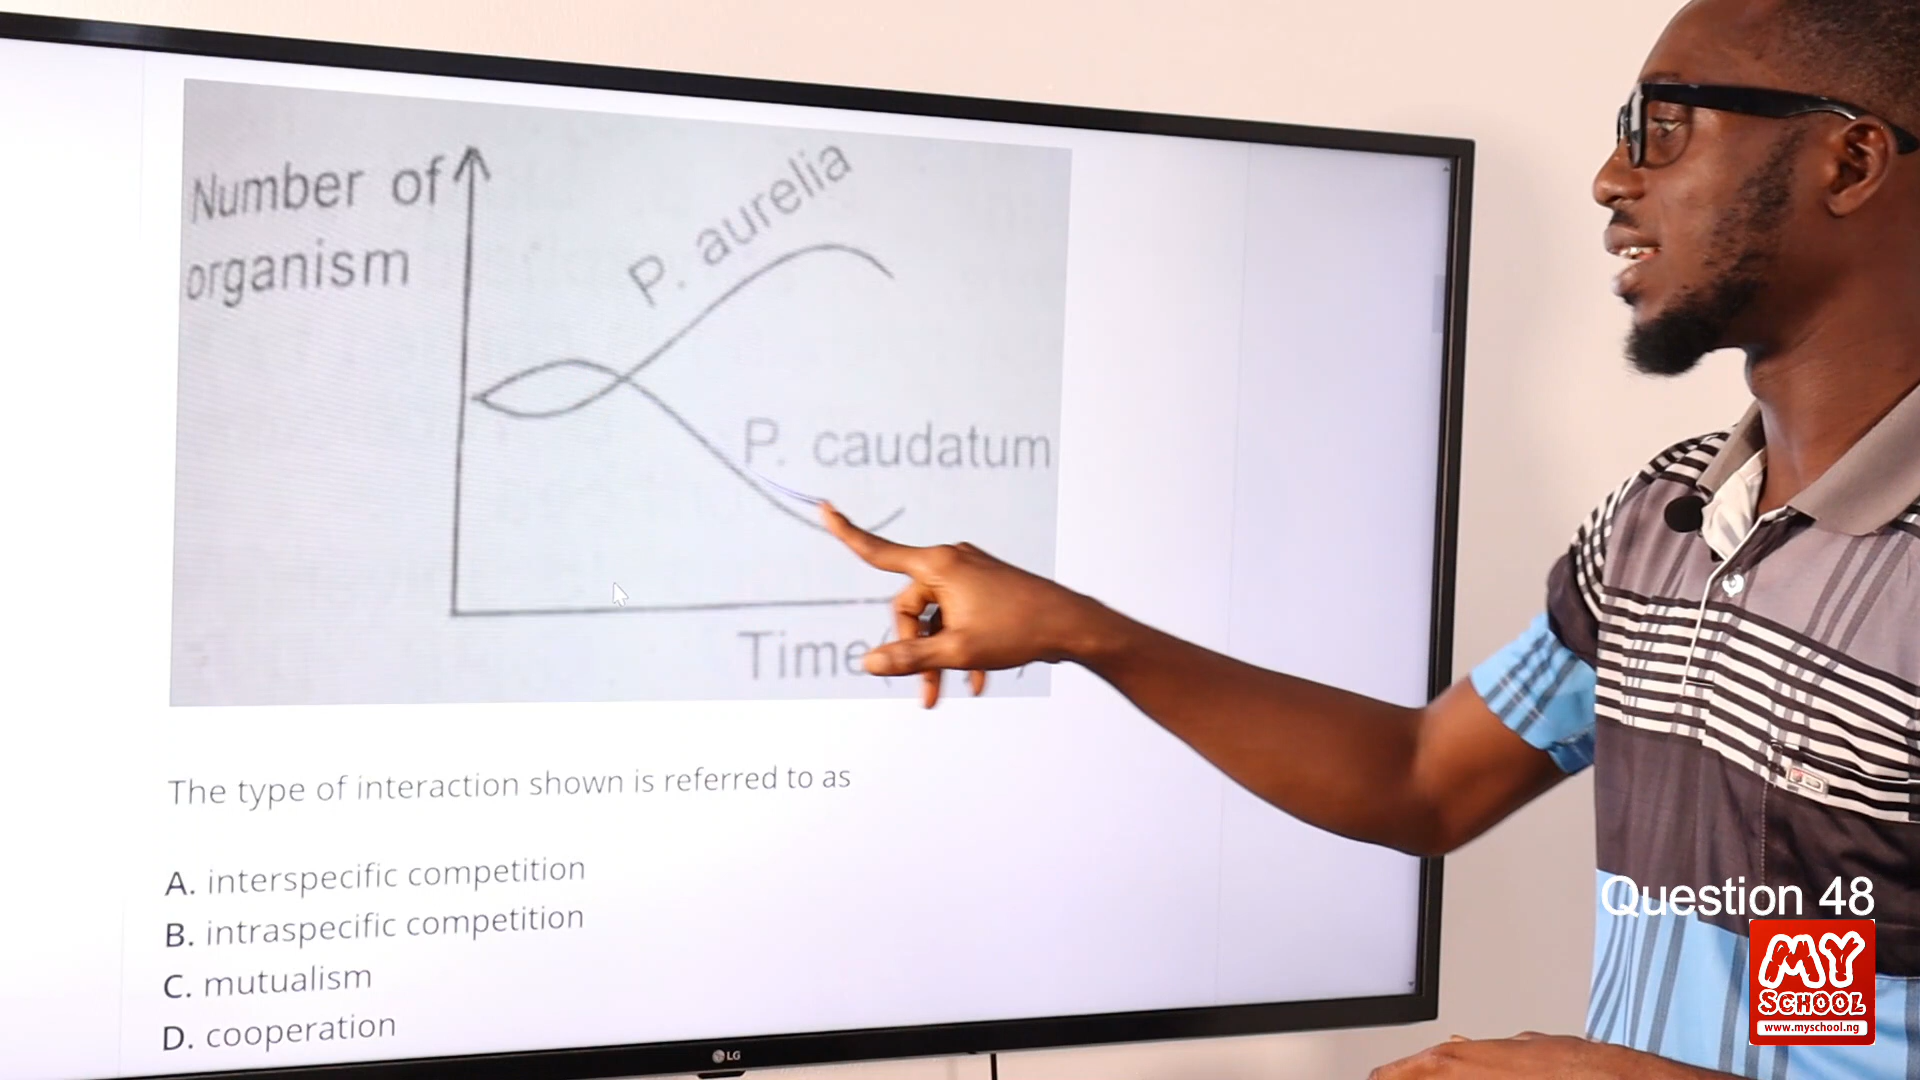 Number of
organism
P. aurelia
P. caudatum
Time
The type of interaction shown is referred to as
A. interspecific competition
B. intraspecific competition
C. mutualism
D. cooperation
LG
Question 48
MY
SCHOOL
www.myschool.ng